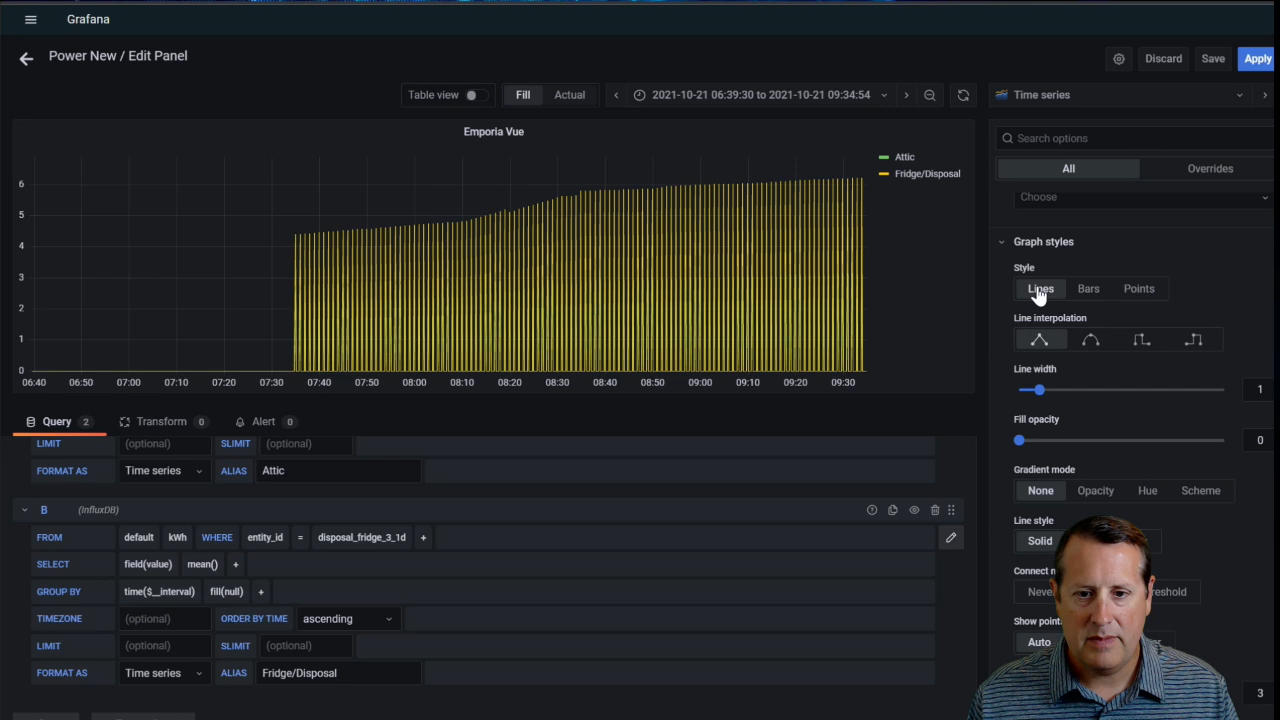 Grafana
Power New / Edit Panel
Discard Save Apply
Table view Fill Actual 2021-10-21 06:39:30 to 2021-10-21 09:34:54 Time series
Emporia Vue
Attic
Fridge/Disposal
6
5
4
3
2
1
0
06:40 06:50 07:00 07:10 07:20 07:30 07:40 07:50 08:00 08:10 08:20 08:30 08:40 08:50 09:00 09:10 09:20 09:30
Search options
All Overrides
Choose
Graph styles
Style
Lines Bars Points
Line interpolation
Line width
1
Fill opacity
0
Gradient mode
None Opacity Hue Scheme
Line style
Solid
Connect
Auto
3
Query 2 Transform 0 Alert 0
LIMIT (optional) SLIMIT (optional)
FORMAT AS Time series ALIAS Attic
B (InfluxDB)
FROM default kWh WHERE entity_id = disposal_fridge_3_1d +
SELECT field(value) mean() +
GROUP BY time($__interval) fill(null) +
TIMEZONE (optional) ORDER BY TIME ascending
LIMIT (optional) SLIMIT (optional)
FORMAT AS Time series ALIAS Fridge/Disposal